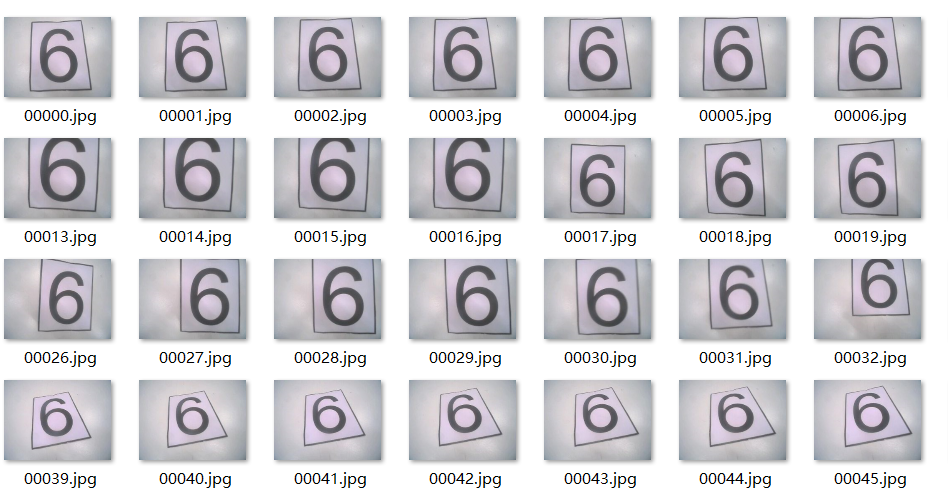 6 6 6 6 6 6 6
00000.jpg 00001.jpg 00002.jpg 00003.jpg 00004.jpg 00005.jpg 00006.jpg
6 6 6 6 6 6 6
00013.jpg 00014.jpg 00015.jpg 00016.jpg 00017.jpg 00018.jpg 00019.jpg
6 6 6 6 6 6 6
00026.jpg 00027.jpg 00028.jpg 00029.jpg 00030.jpg 00031.jpg 00032.jpg
6 6 6 6 6 6 6
00039.jpg 00040.jpg 00041.jpg 00042.jpg 00043.jpg 00044.jpg 00045.jpg